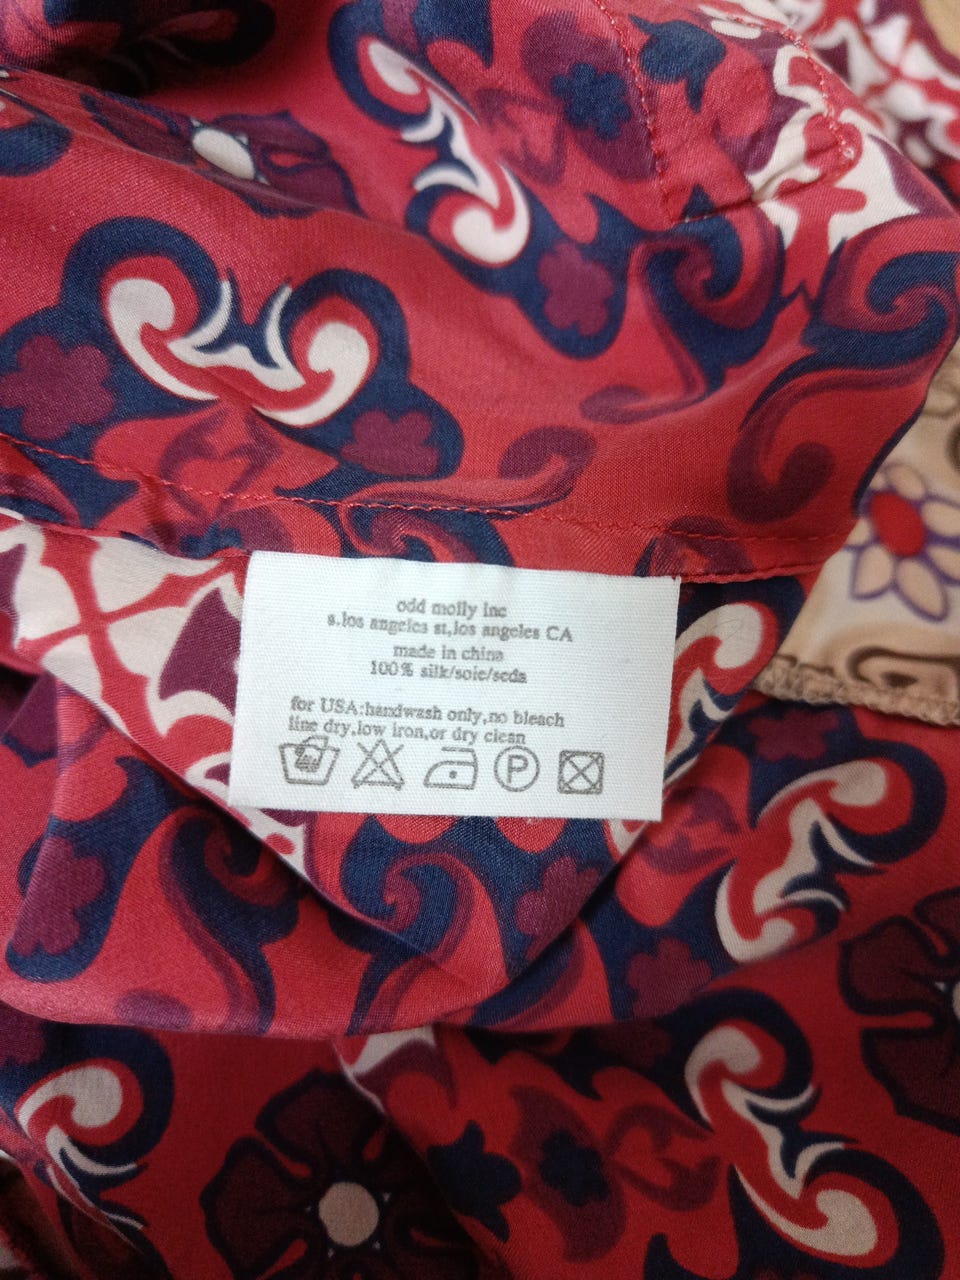 odd molly inc
s.los angeles st,los angeles CA
made in china
100% silk/soie/seda
for USA:handwash only,no bleach
line dry,low iron,or dry clean
P